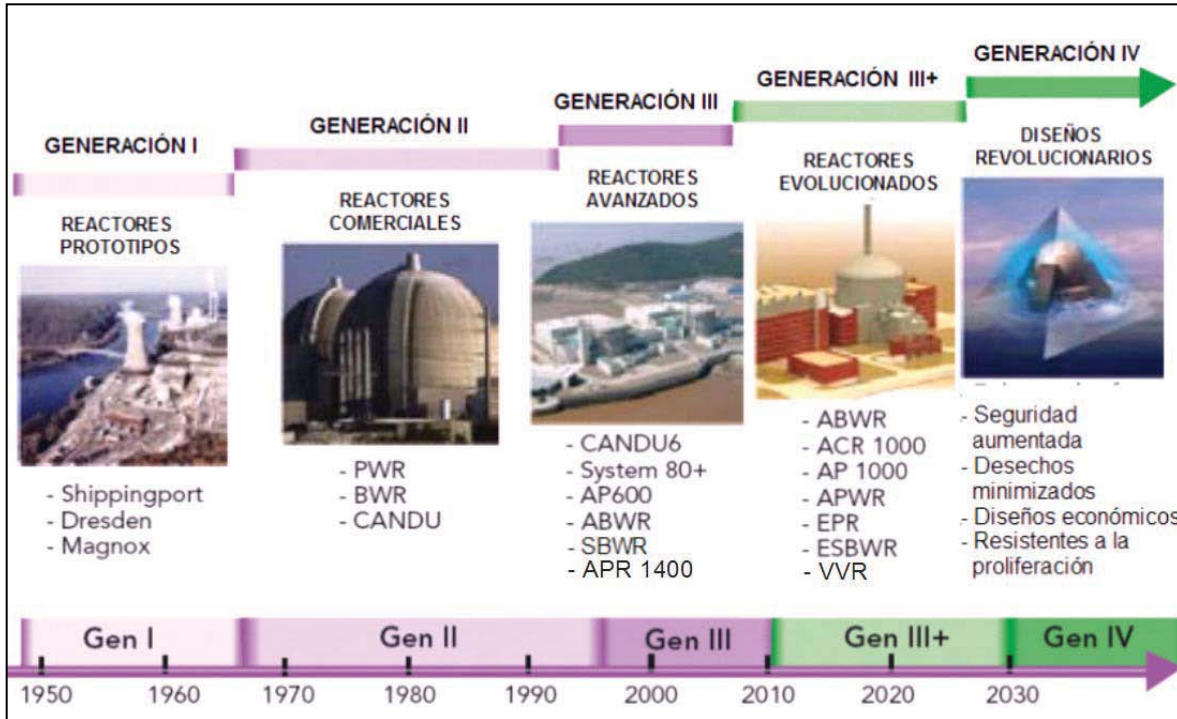 GENERACIÓN I
REACTORES
PROTOTIPOS
- Shippingport
- Dresden
- Magnox
GENERACIÓN II
REACTORES
COMERCIALES
- PWR
- BWR
- CANDU
GENERACIÓN III
REACTORES
AVANZADOS
- CANDU6
- System 80+
- AP600
- ABWR
- SBWR
- APR 1400
GENERACIÓN III+
REACTORES
EVOLUCIONADOS
- ABWR
- ACR 1000
- AP 1000
- APWR
- EPR
- ESBWR
- VVR
GENERACIÓN IV
DISEÑOS
REVOLUCIONARIOS
- Seguridad
aumentada
- Desechos
minimizados
- Diseños económicos
- Resistentes a la
proliferación
Gen I
Gen II
Gen III
Gen III+
Gen IV
1950
1960
1970
1980
1990
2000
2010
2020
2030